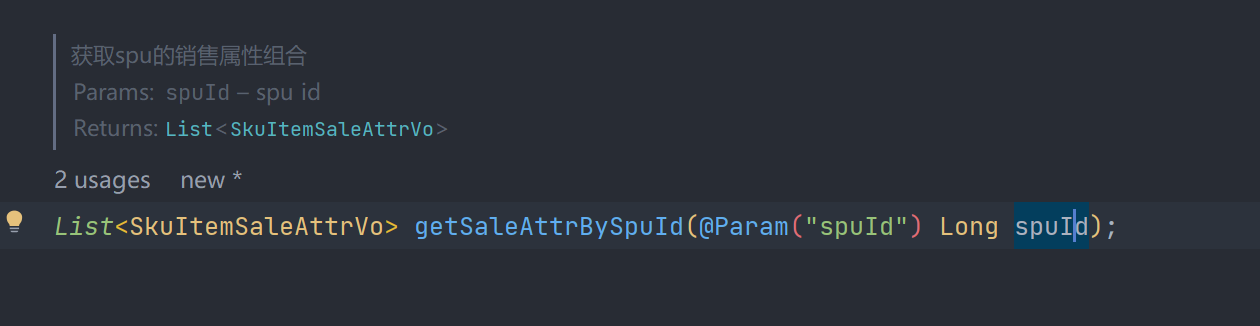 获取spu的销售属性组合
Params: spuId – spu id
Returns: List<SkuItemSaleAttrVo>
2 usages new *
List<SkuItemSaleAttrVo> getSaleAttrBySpuId(@Param("spuId") Long spuId);